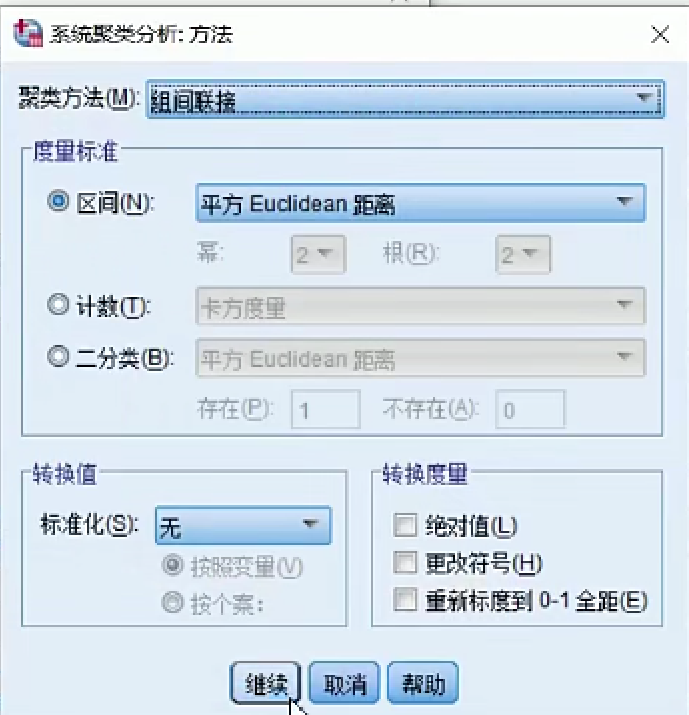 系统聚类分析: 方法
聚类方法(M): 组间联接
度量标准
区间(N): 平方 Euclidean 距离
幂: 2 根(R): 2
计数(T): 卡方度量
二分类(B): 平方 Euclidean 距离
存在(P): 1 不存在(A): 0
转换值
标准化(S): 无
按照变量(V)
按个案:
转换度量
绝对值(L)
更改符号(H)
重新标度到 0-1 全距(E)
继续 取消 帮助